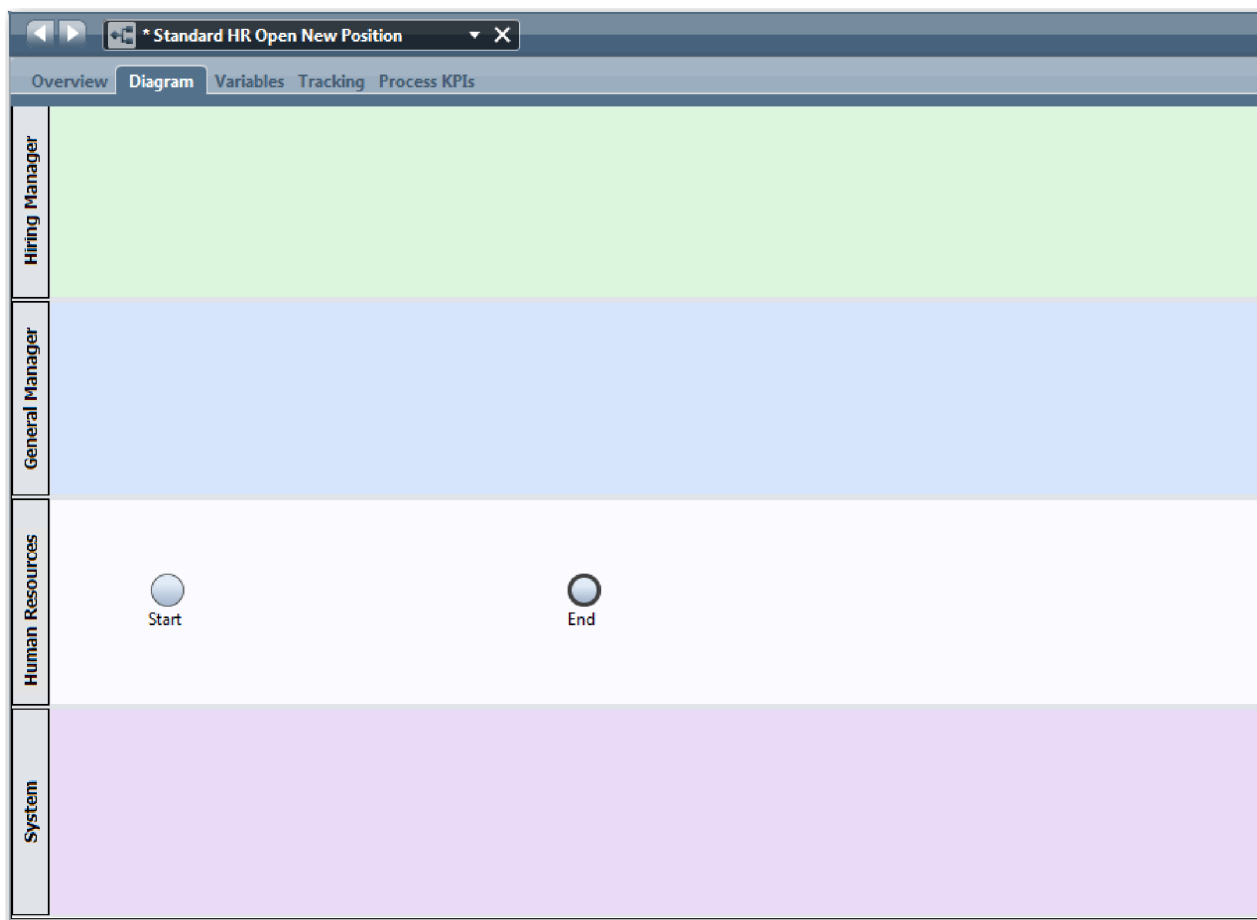 * Standard HR Open New Position
Overview Diagram Variables Tracking Process KPIs
Hiring Manager
General Manager
Human Resources
Start End
System